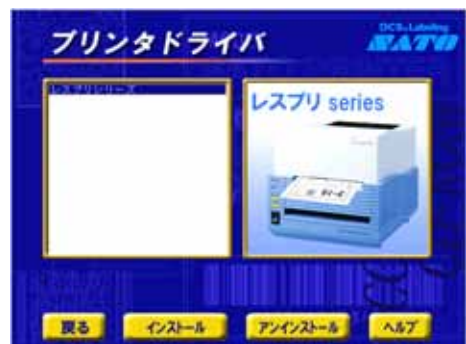 プリンタドライバ
DCS & Labeling
SATO
レスプリシリーズ
レスプリ series
戻る
インストール
アンインストール
ヘルプ